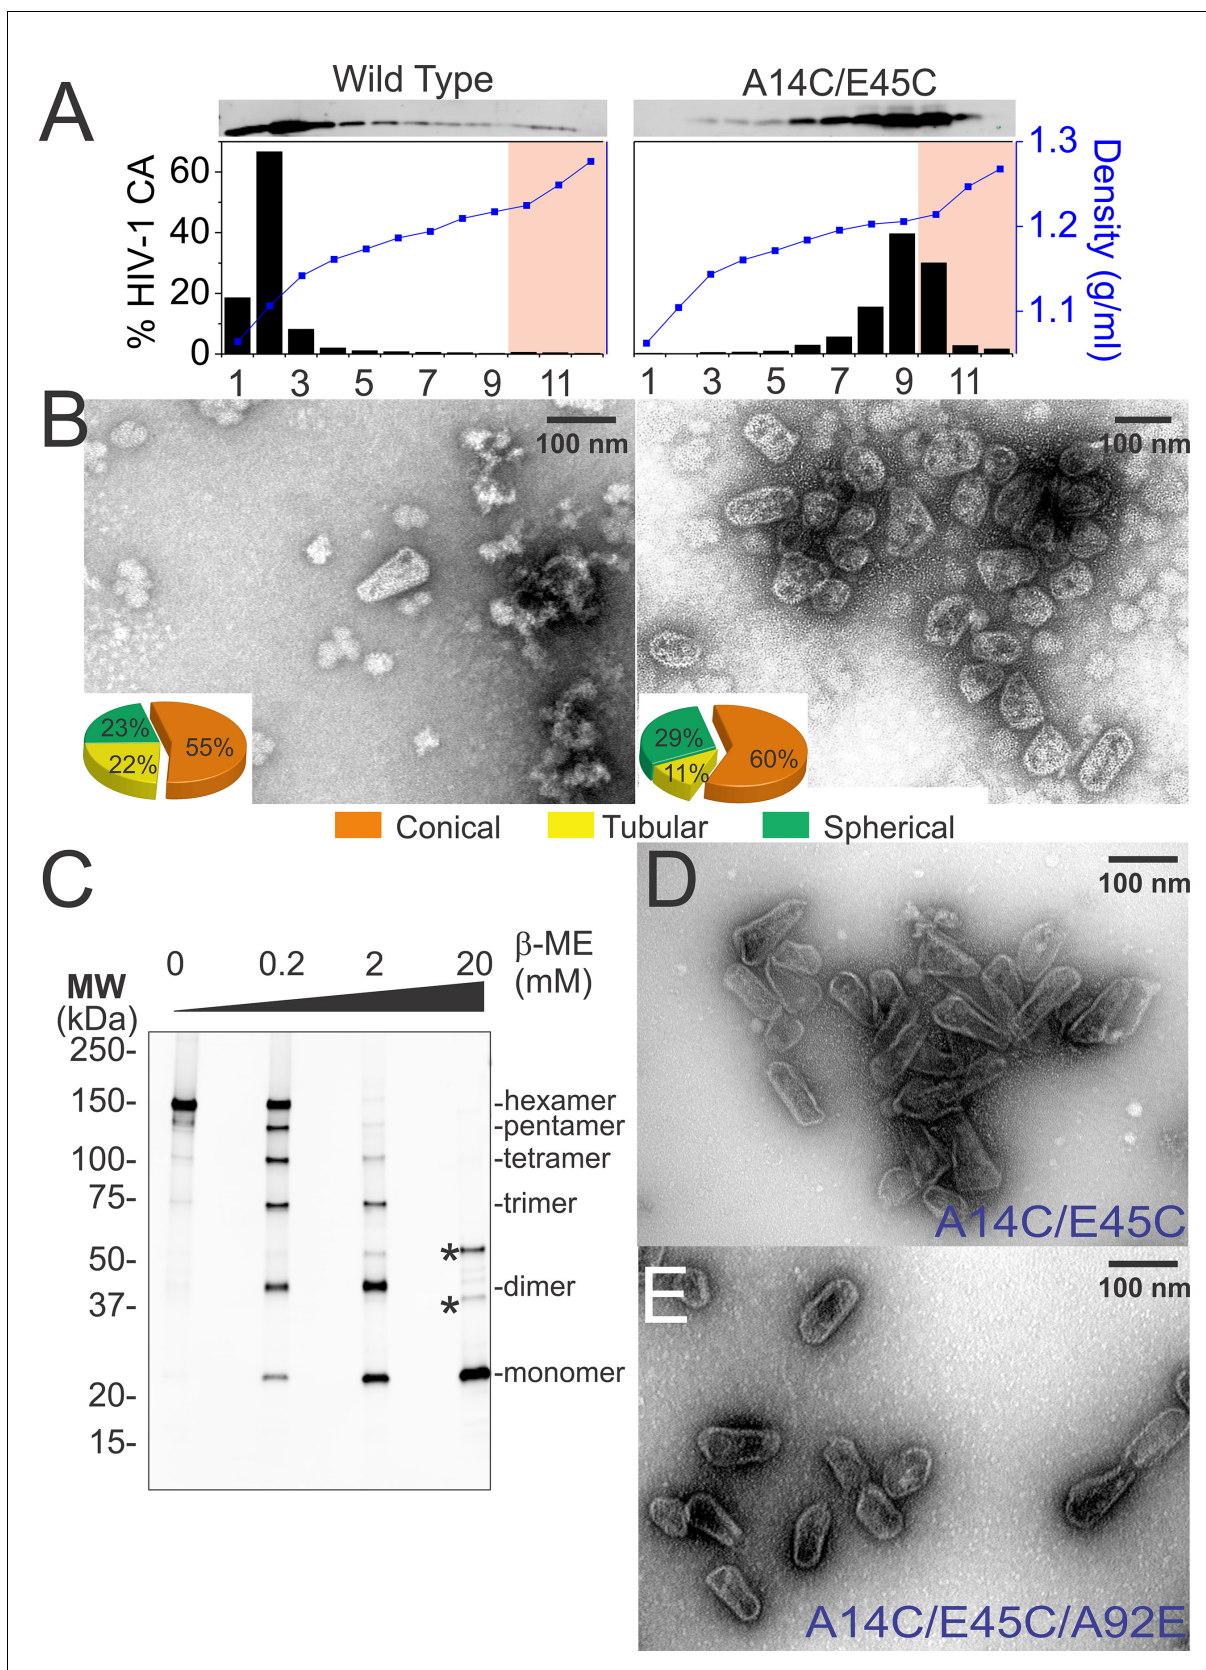 A
Wild Type
A14C/E45C
% HIV-1 CA
60
40
20
0
1 3 5 7 9 11
1 3 5 7 9 11
1.3
1.2
1.1
Density (g/ml)
B
100 nm
100 nm
23%
22%
55%
29%
11%
60%
Conical
Tubular
Spherical
C
0 0.2 2 20
β-ME
(mM)
MW
(kDa)
250-
150-
100-
75-
50-
37-
20-
15-
-hexamer
-pentamer
-tetramer
-trimer
*
-dimer
*
-monomer
D
100 nm
A14C/E45C
E
100 nm
A14C/E45C/A92E